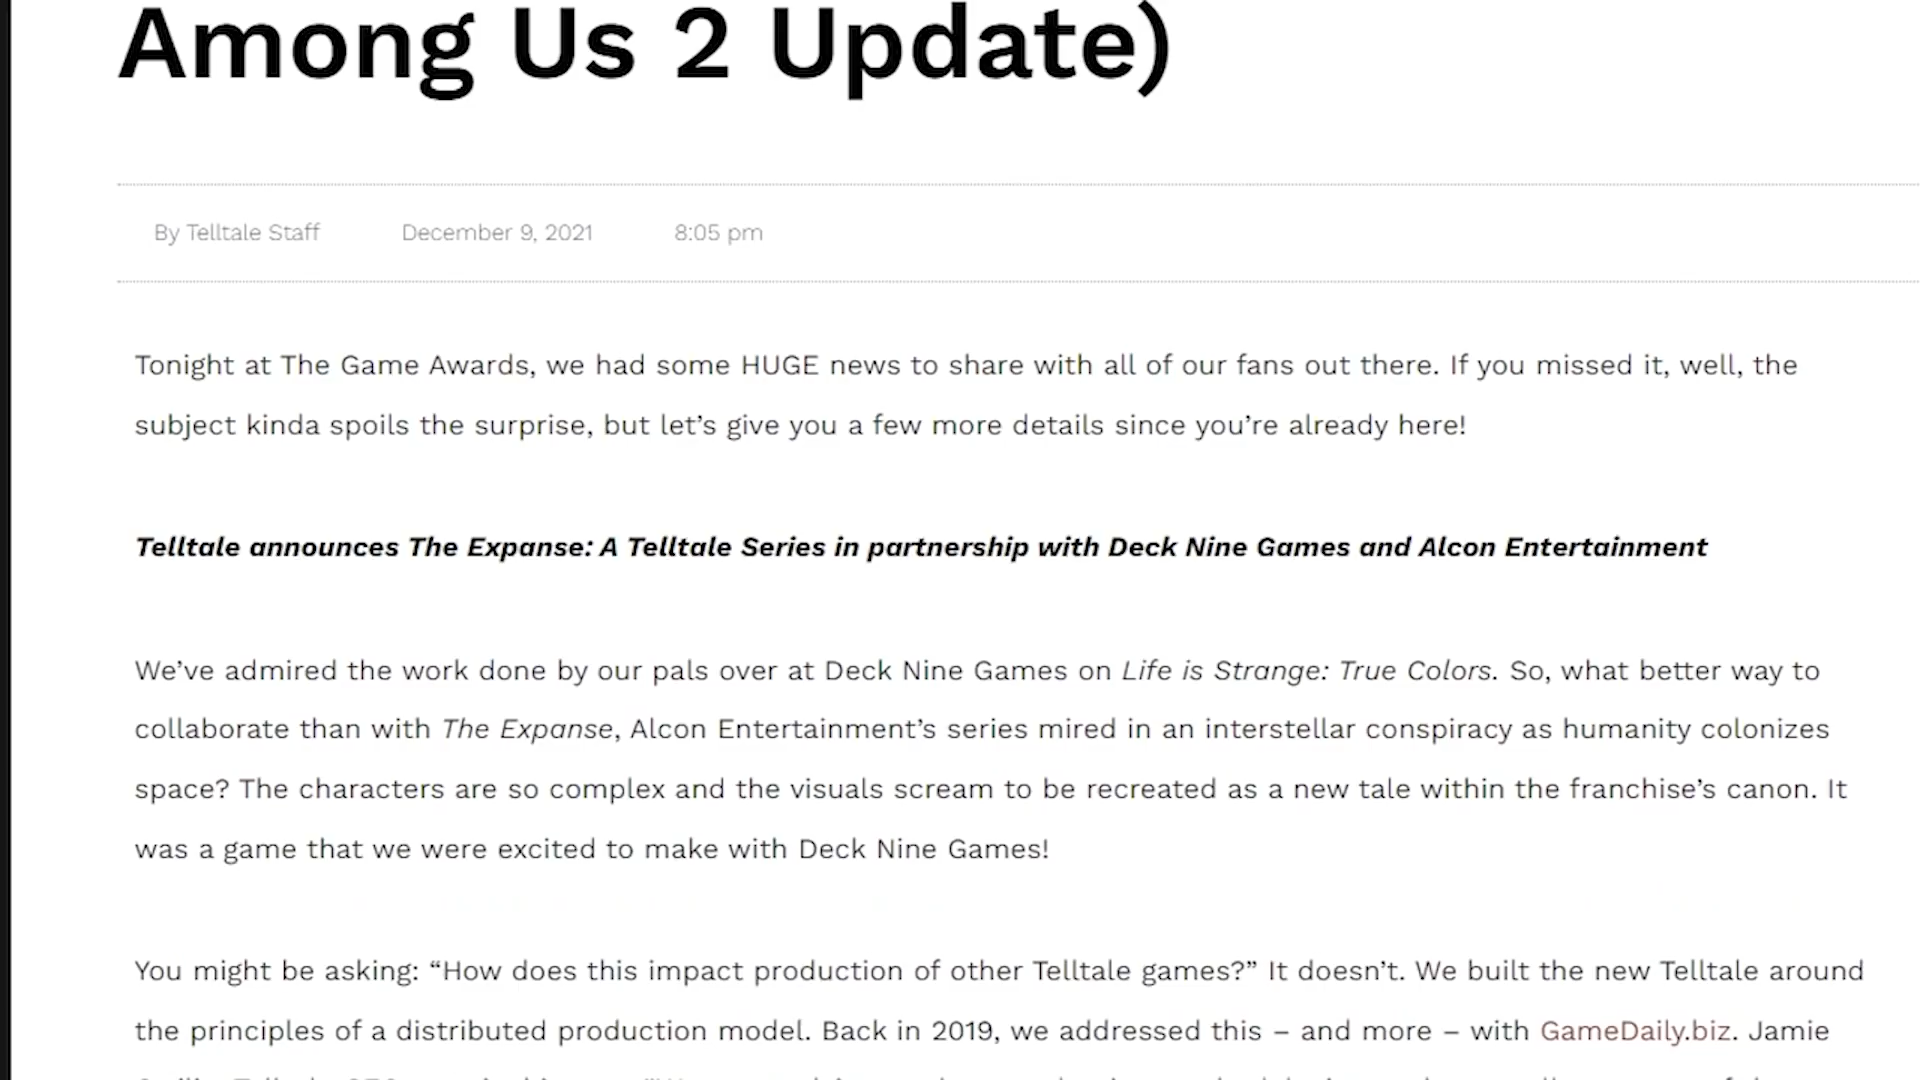 Among Us 2 Update)
By Telltale Staff December 9, 2021 8:05 pm
Tonight at The Game Awards, we had some HUGE news to share with all of our fans out there. If you missed it, well, the
subject kinda spoils the surprise, but let’s give you a few more details since you’re already here!
Telltale announces The Expanse: A Telltale Series in partnership with Deck Nine Games and Alcon Entertainment
We’ve admired the work done by our pals over at Deck Nine Games on Life is Strange: True Colors. So, what better way to
collaborate than with The Expanse, Alcon Entertainment’s series mired in an interstellar conspiracy as humanity colonizes
space? The characters are so complex and the visuals scream to be recreated as a new tale within the franchise’s canon. It
was a game that we were excited to make with Deck Nine Games!
You might be asking: “How does this impact production of other Telltale games?” It doesn’t. We built the new Telltale around
the principles of a distributed production model. Back in 2019, we addressed this – and more – with GameDaily.biz. Jamie